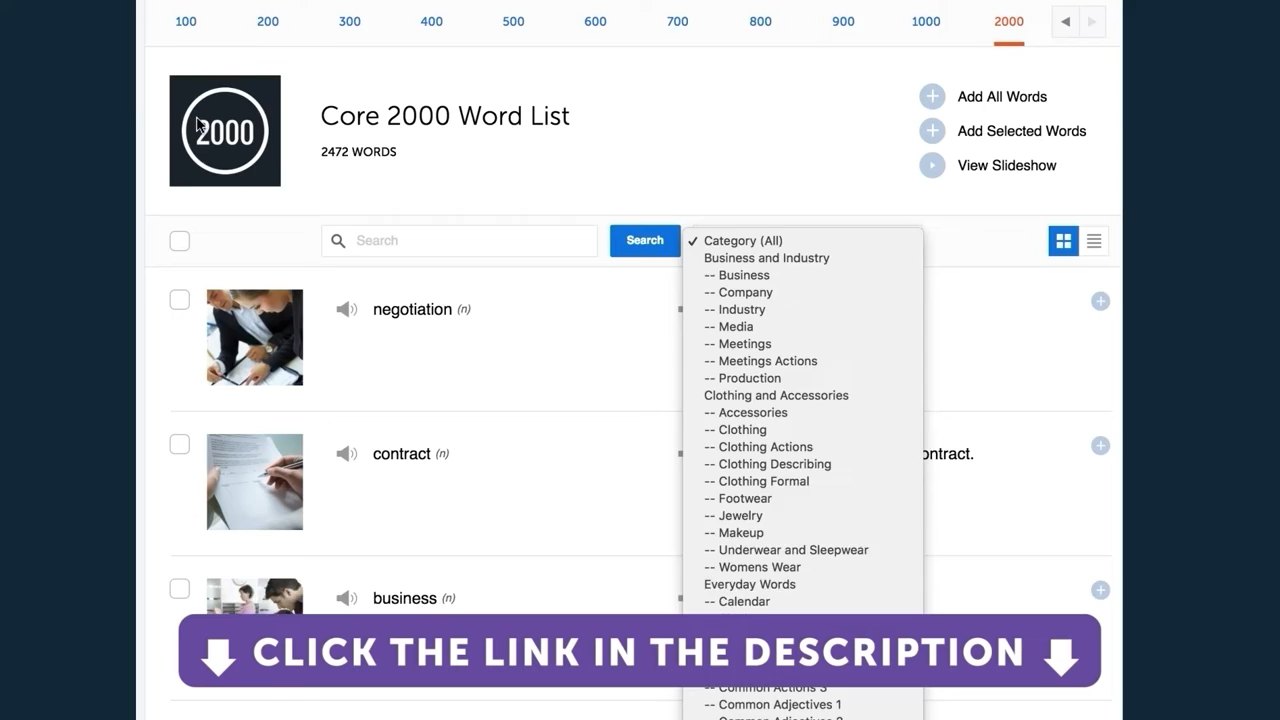 100 200 300 400 500 600 700 800 900 1000 2000
2000
Core 2000 Word List
2472 WORDS
Add All Words
Add Selected Words
View Slideshow
Search
Search
Category (All)
Business and Industry
-- Business
-- Company
-- Industry
-- Media
-- Meetings
-- Meetings Actions
-- Production
Clothing and Accessories
-- Accessories
-- Clothing
-- Clothing Actions
-- Clothing Describing
-- Clothing Formal
-- Footwear
-- Jewelry
-- Makeup
-- Underwear and Sleepwear
-- Womens Wear
Everyday Words
-- Calendar
negotiation (n)
contract (n)
ontract.
business (n)
CLICK THE LINK IN THE DESCRIPTION
-- Common Actions 3
-- Common Adjectives 1
-- Common Adjectives 2